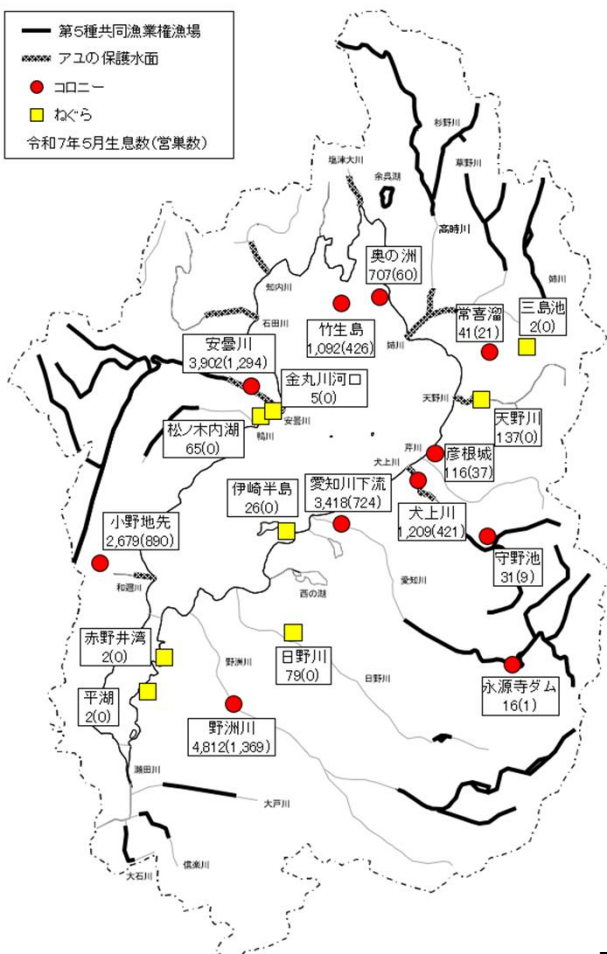 第5種共同漁業権漁場
アユの保護水面
コロニー
ねぐら
令和7年5月生息数(営巣数)
杉野川
塩津大川
余呉湖
草野川
高時川
姉川
奥の洲
707(60)
知内川
竹生島
1,092(426)
石田川
姉川
常喜溜
41(21)
三島池
2(0)
安曇川
3,902(1,294)
金丸川河口
5(0)
安曇川
天野川
天野川
137(0)
松ノ木内湖
65(0)
鴨川
芹川
彦根城
116(37)
犬上川
伊崎半島
26(0)
愛知川下流
3,418(724)
犬上川
1,209(421)
小野地先
2,679(890)
守野池
31(9)
和邇川
西の湖
愛知川
赤野井湾
2(0)
野洲川
日野川
79(0)
日野川
永源寺ダム
16(1)
平湖
2(0)
野洲川
4,812(1,369)
瀬田川
大戸川
信楽川
大石川